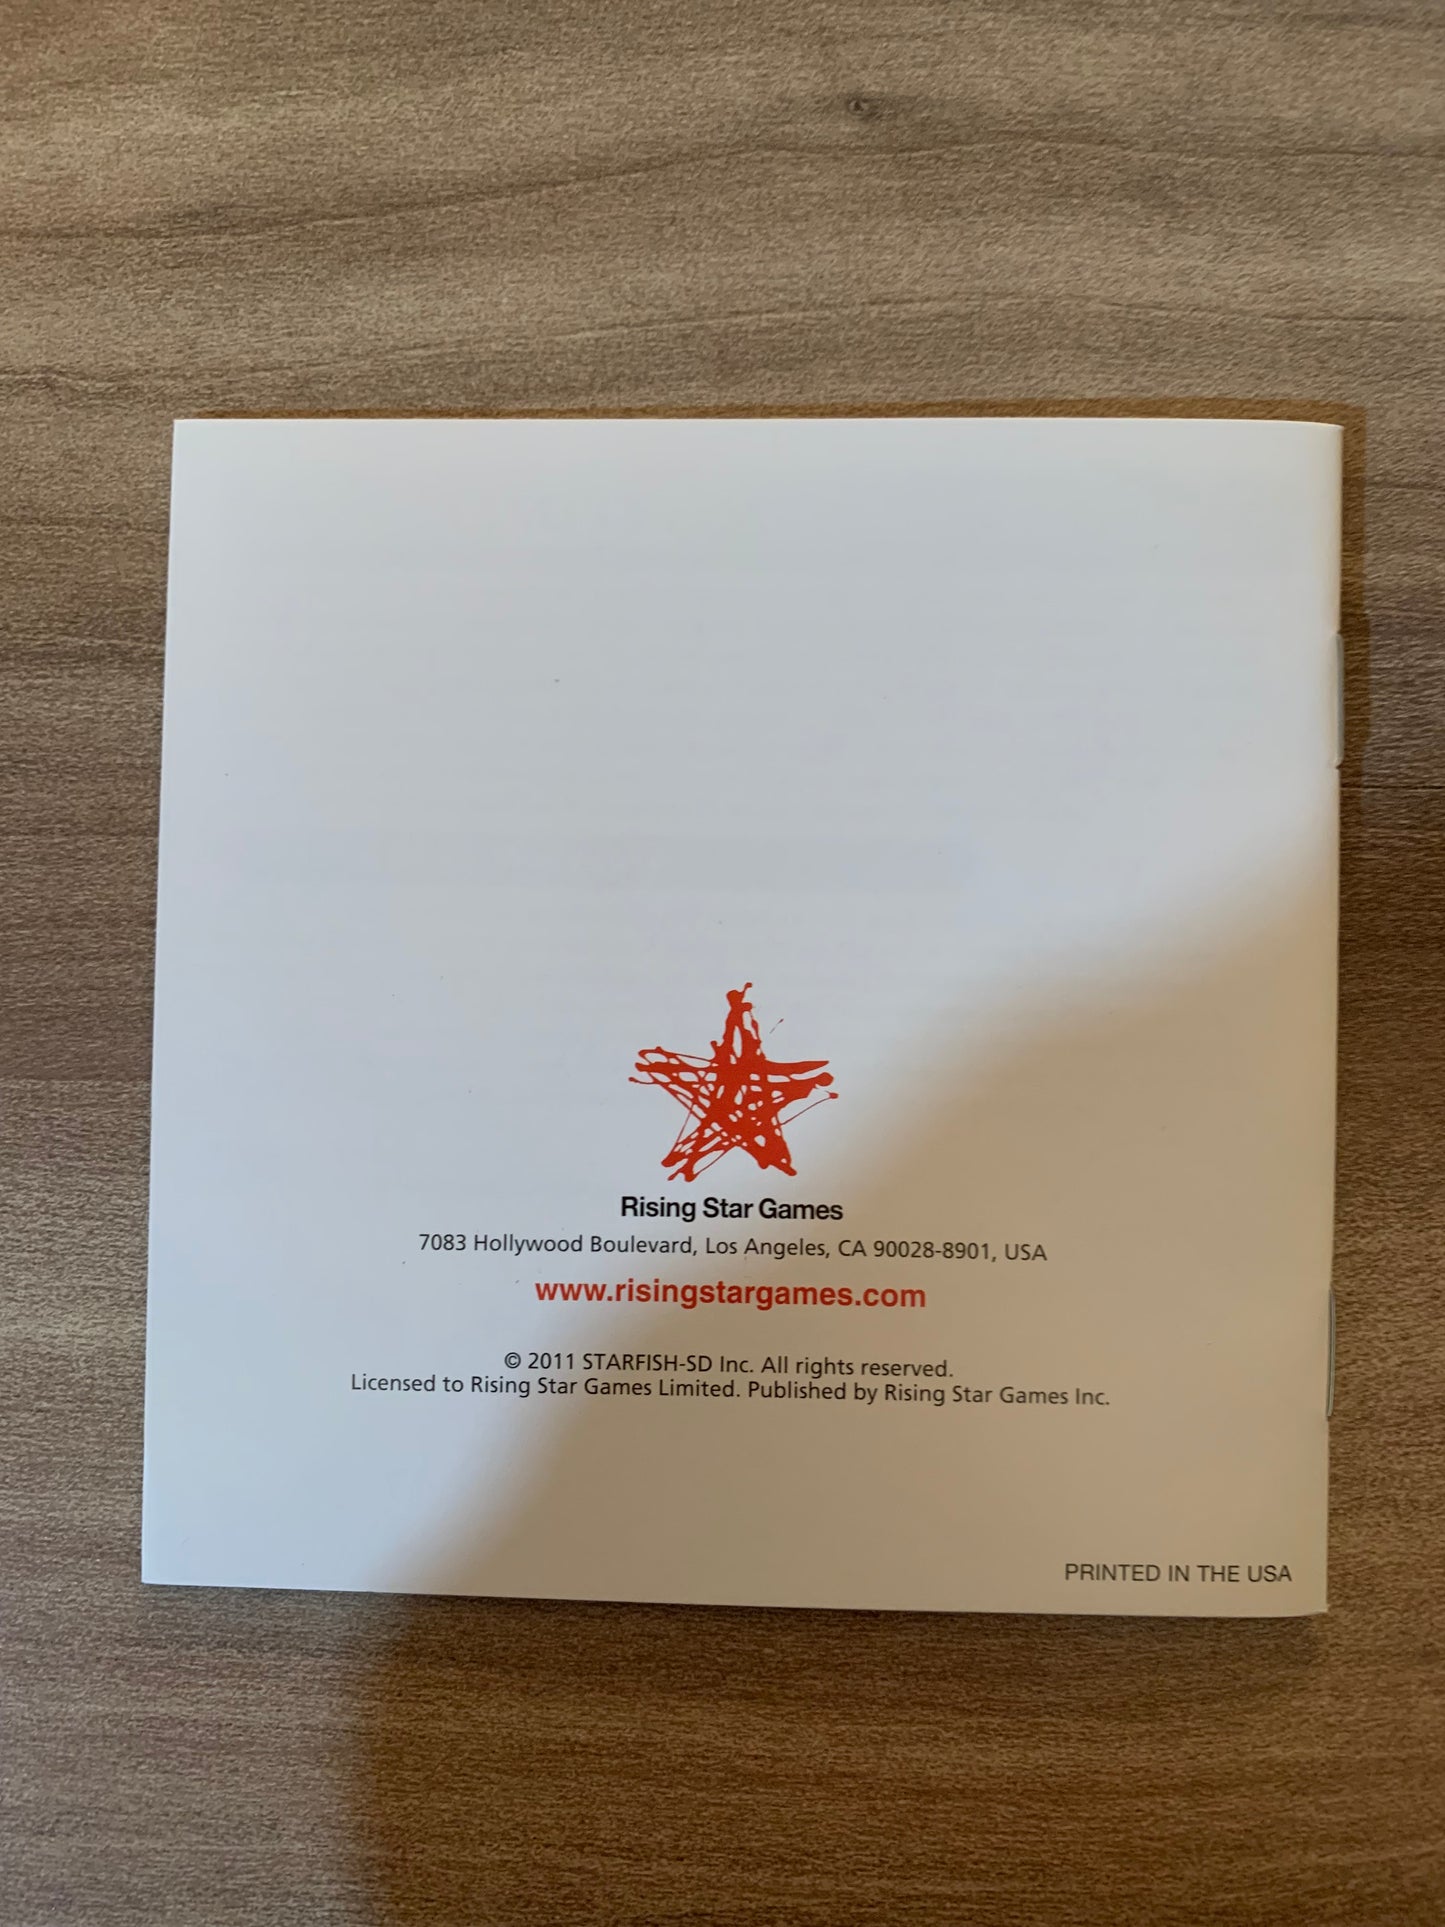 Rising Star Games
7083 Hollywood Boulevard, Los Angeles, CA 90028-8901, USA
www.risingstargames.com
© 2011 STARFISH-SD Inc. All rights reserved.
Licensed to Rising Star Games Limited. Published by Rising Star Games Inc.
PRINTED IN THE USA